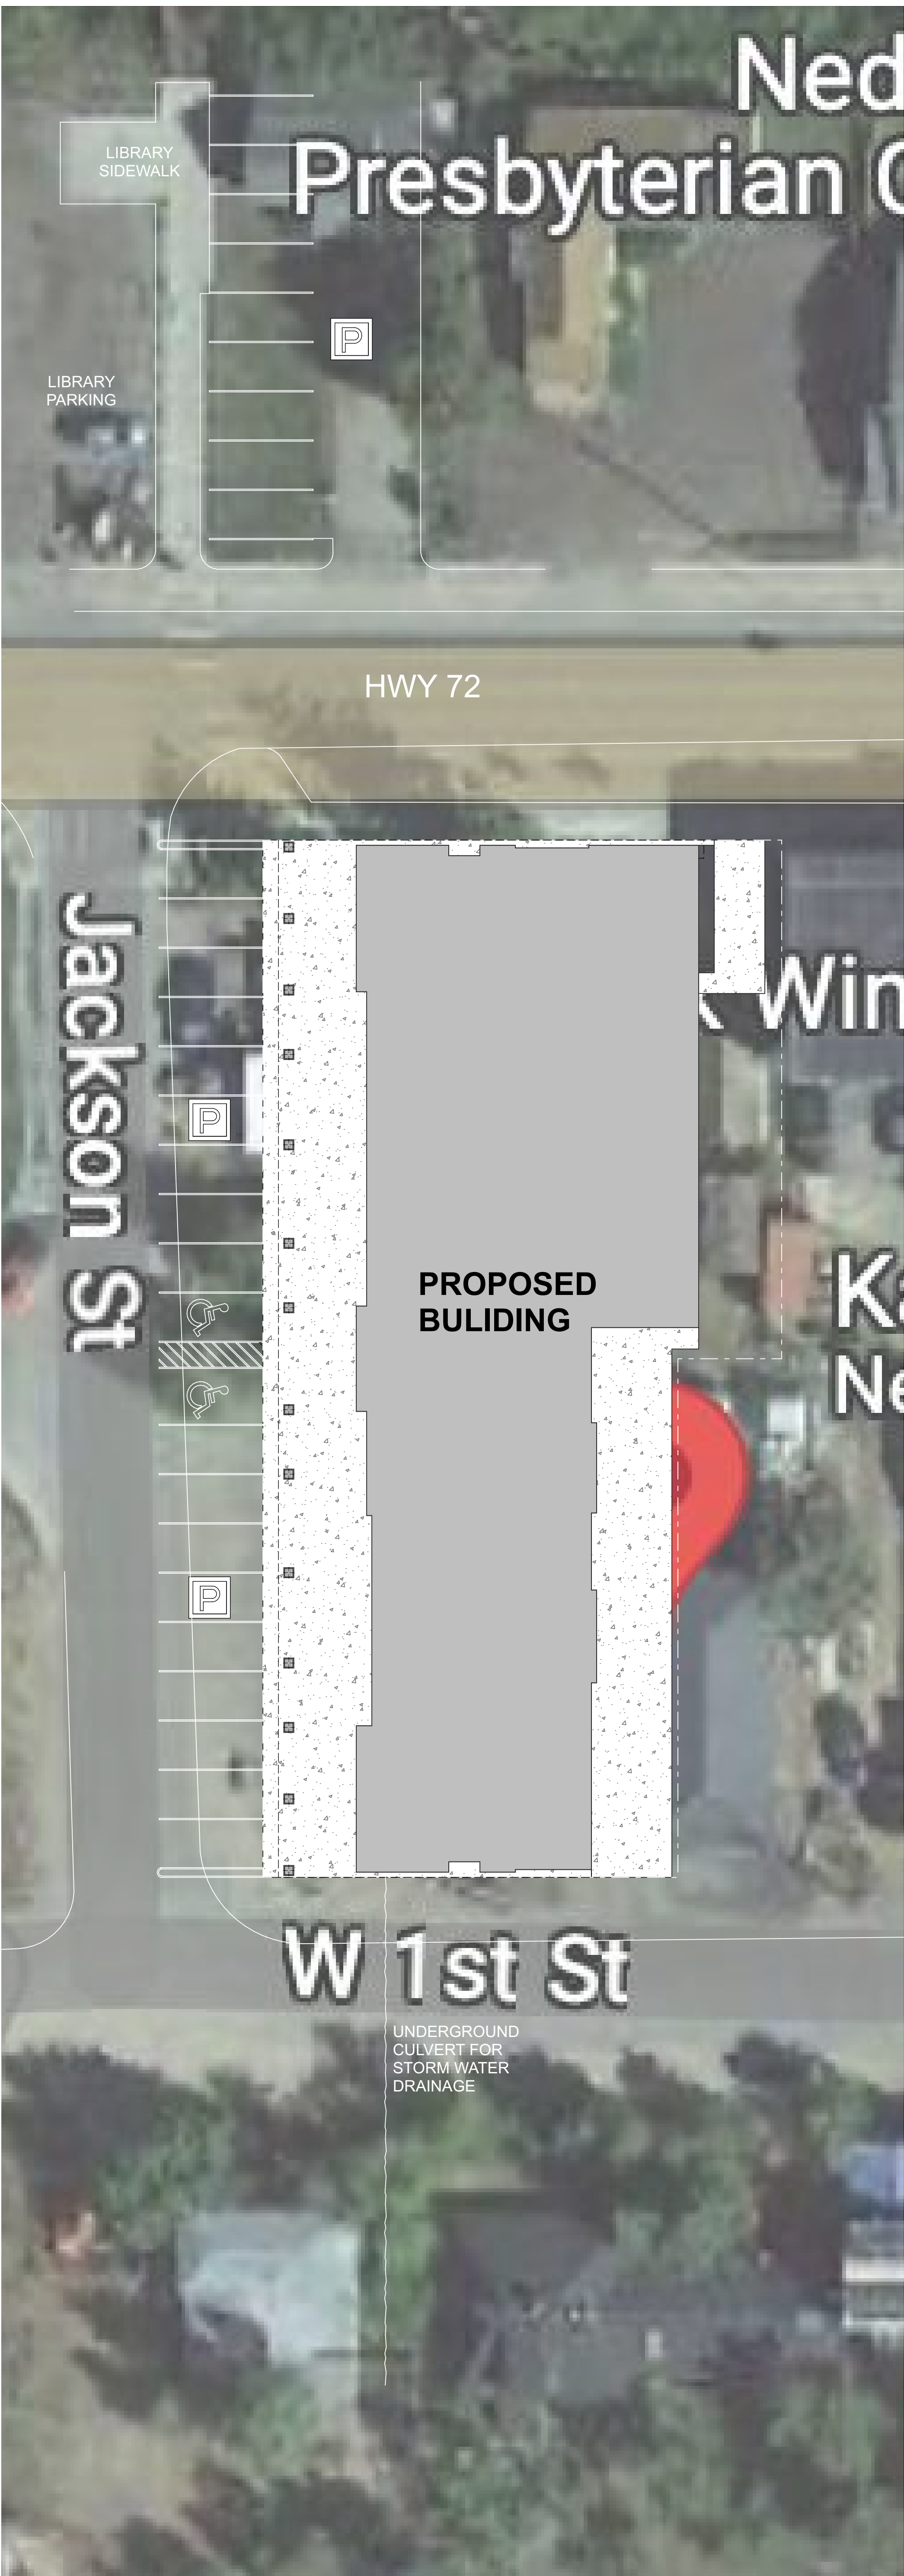 Ned
Presbyterian C
LIBRARY
SIDEWALK
P
LIBRARY
PARKING
HWY 72
Jackson St
Win
P
PROPOSED
BULIDING
Ka
Ne
P
W 1st St
UNDERGROUND
CULVERT FOR
STORM WATER
DRAINAGE